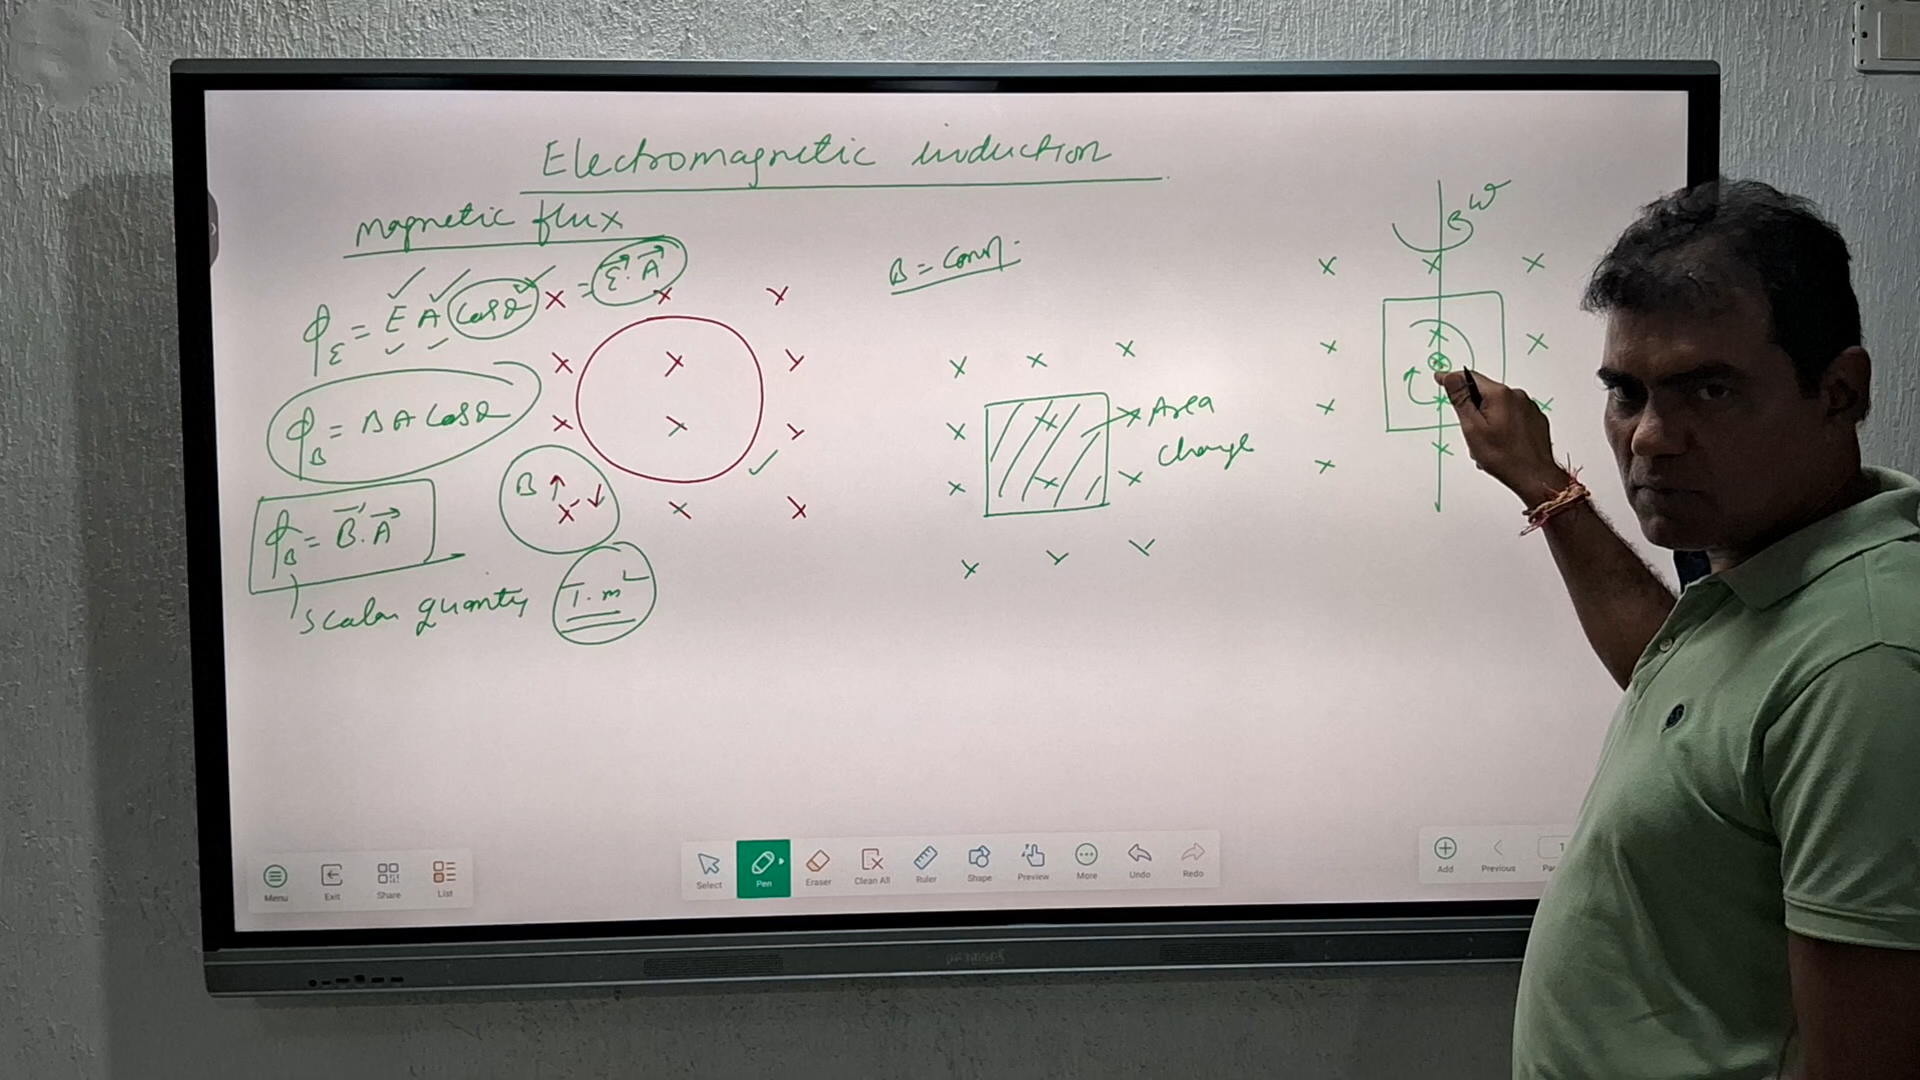 Electromagnetic induction
magnetic flux
ϕE = E A Cosθ = E⃗.A⃗
ϕB = B A Cosθ
ϕB = B⃗.A⃗
scalar quantity T.m²
B ↑ ↓
B = const.
Area
Change
ω
Menu Exit Share List
Select Pen Eraser Clean All Ruler Shape Preview More Undo Redo
Add Previous 1